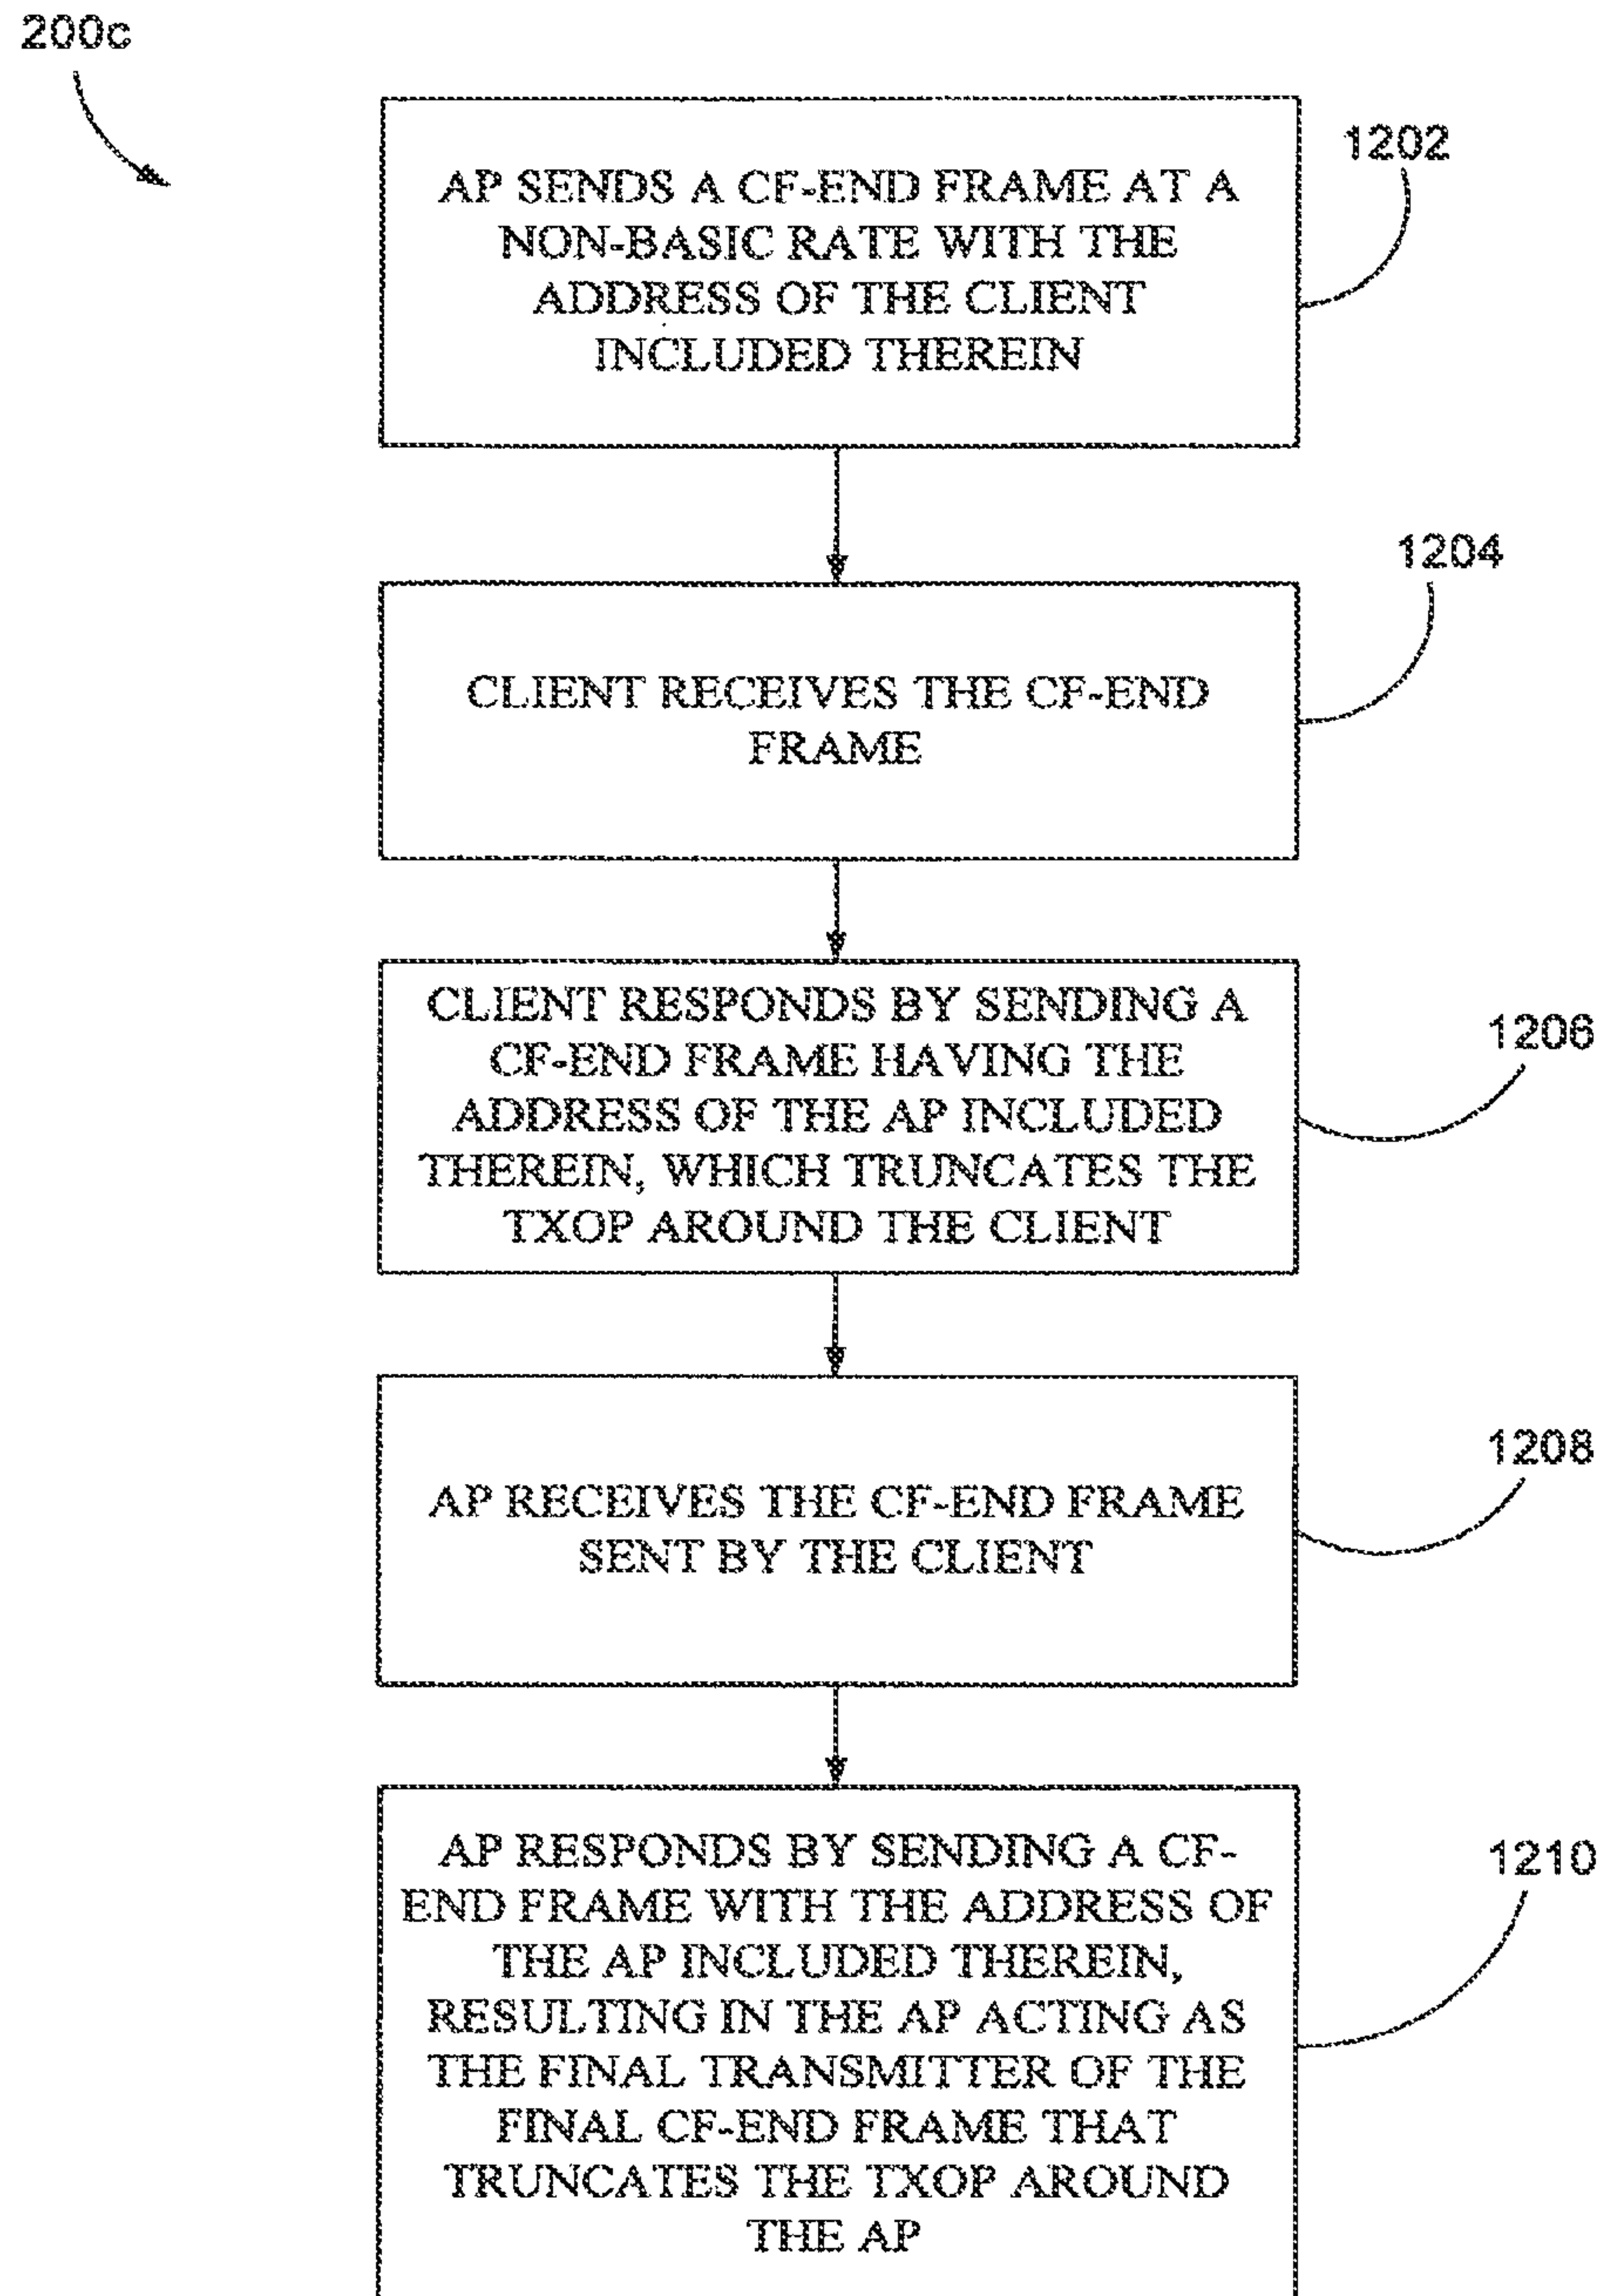 200c
1202
AP SENDS A CF-END FRAME AT A
NON-BASIC RATE WITH THE
ADDRESS OF THE CLIENT
INCLUDED THEREIN
1204
CLIENT RECEIVES THE CF-END
FRAME
1206
CLIENT RESPONDS BY SENDING A
CF-END FRAME HAVING THE
ADDRESS OF THE AP INCLUDED
THEREIN, WHICH TRUNCATES THE
TXOP AROUND THE CLIENT
1208
AP RECEIVES THE CF-END FRAME
SENT BY THE CLIENT
1210
AP RESPONDS BY SENDING A CF-
END FRAME WITH THE ADDRESS OF
THE AP INCLUDED THEREIN,
RESULTING IN THE AP ACTING AS
THE FINAL TRANSMITTER OF THE
FINAL CF-END FRAME THAT
TRUNCATES THE TXOP AROUND
THE AP